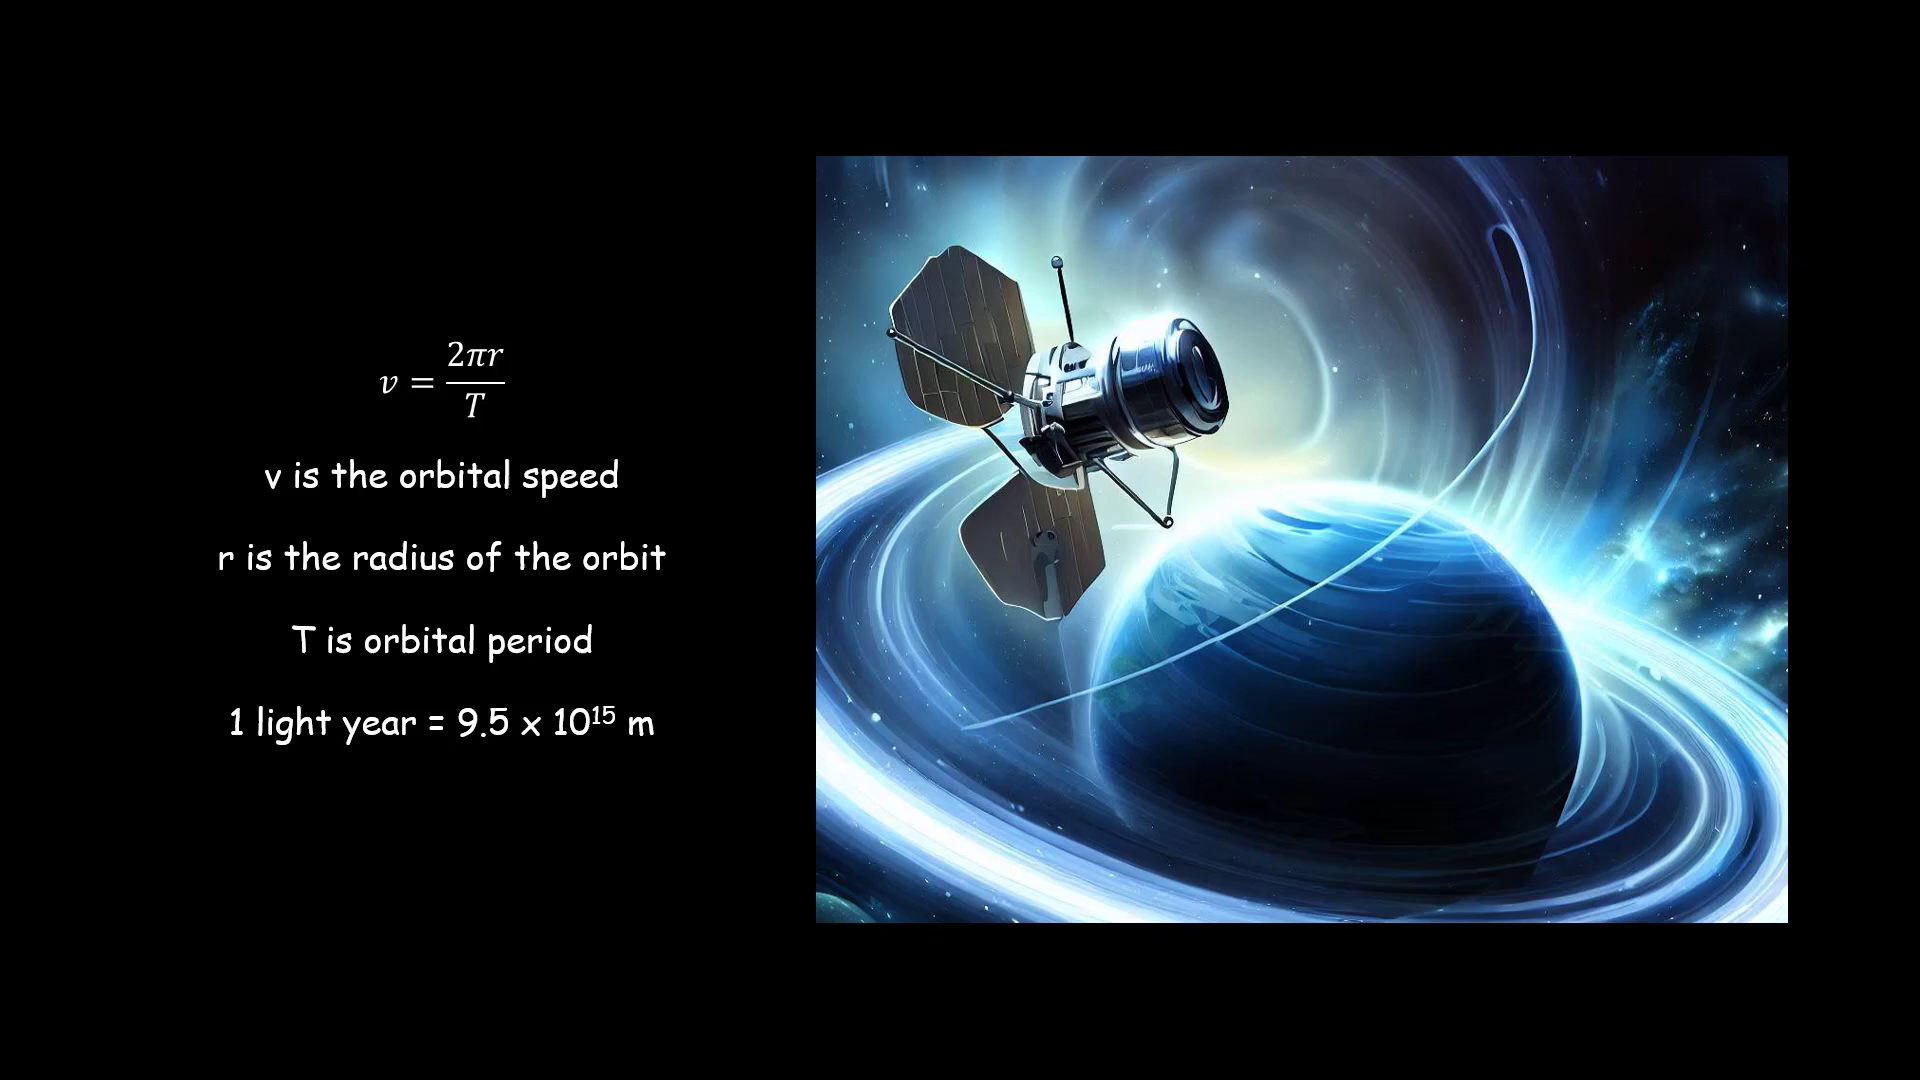 v = 2πr/T
v is the orbital speed
r is the radius of the orbit
T is orbital period
1 light year = 9.5 x 10¹⁵ m